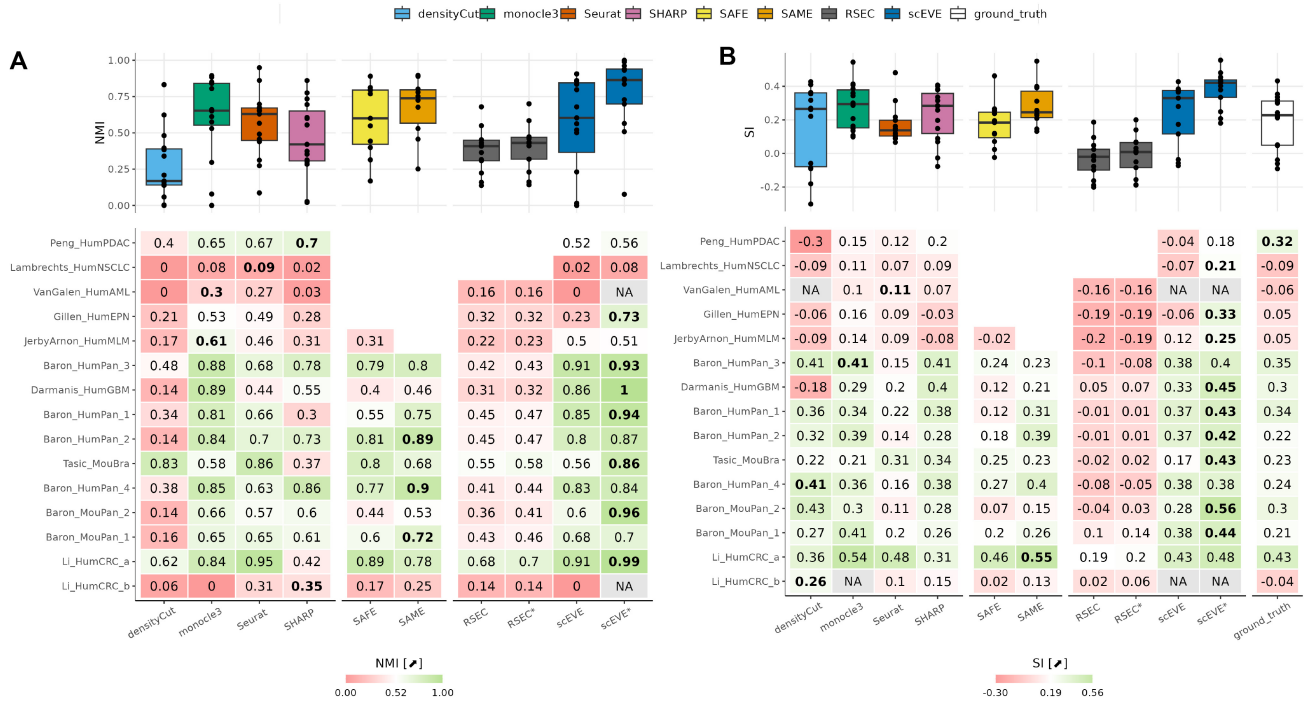 densityCut monocle3 Seurat SHARP SAFE SAME RSEC scEVE ground_truth
A
NMI
1.00
0.75
0.50
0.25
0.00
Peng_HumPDAC 0.4 0.65 0.67 0.7 0.52 0.56
Lambrechts_HumNSCLC 0 0.08 0.09 0.02 0.02 0.08
VanGalen_HumAML 0 0.3 0.27 0.03 0.16 0.16 0 NA
Gillen_HumEPN 0.21 0.53 0.49 0.28 0.32 0.32 0.23 0.73
JerbyArnon_HumMLM 0.17 0.61 0.46 0.31 0.31 0.22 0.23 0.5 0.51
Baron_HumPan_3 0.48 0.88 0.68 0.78 0.79 0.8 0.42 0.43 0.91 0.93
Darmanis_HumGBM 0.14 0.89 0.44 0.55 0.4 0.46 0.31 0.32 0.86 1
Baron_HumPan_1 0.34 0.81 0.66 0.3 0.55 0.75 0.45 0.47 0.85 0.94
Baron_HumPan_2 0.14 0.84 0.7 0.73 0.81 0.89 0.45 0.47 0.8 0.87
Tasic_MouBra 0.83 0.58 0.86 0.37 0.8 0.68 0.55 0.58 0.56 0.86
Baron_HumPan_4 0.38 0.85 0.63 0.86 0.77 0.9 0.41 0.44 0.83 0.84
Baron_MouPan_2 0.14 0.66 0.57 0.6 0.44 0.53 0.36 0.41 0.6 0.96
Baron_MouPan_1 0.16 0.65 0.65 0.61 0.6 0.72 0.43 0.46 0.68 0.7
Li_HumCRC_a 0.62 0.84 0.95 0.42 0.89 0.78 0.68 0.7 0.91 0.99
Li_HumCRC_b 0.06 0 0.31 0.35 0.17 0.25 0.14 0.14 0 NA
densityCut monocle3 Seurat SHARP SAFE SAME RSEC RSEC* scEVE scEVE*
NMI [⬈]
0.00 0.52 1.00
B
SI
0.4
0.2
0.0
-0.2
Peng_HumPDAC -0.3 0.15 0.12 0.2 -0.04 0.18 0.32
Lambrechts_HumNSCLC -0.09 0.11 0.07 0.09 -0.07 0.21 -0.09
VanGalen_HumAML NA 0.1 0.11 0.07 -0.16 -0.16 NA NA -0.06
Gillen_HumEPN -0.06 0.16 0.09 -0.03 -0.19 -0.19 -0.06 0.33 0.05
JerbyArnon_HumMLM -0.09 0.14 0.09 -0.08 -0.02 -0.2 -0.19 0.12 0.25 0.05
Baron_HumPan_3 0.41 0.41 0.15 0.41 0.24 0.23 -0.1 -0.08 0.38 0.4 0.35
Darmanis_HumGBM -0.18 0.29 0.2 0.4 0.12 0.21 0.05 0.07 0.33 0.45 0.3
Baron_HumPan_1 0.36 0.34 0.22 0.38 0.12 0.31 -0.01 0.01 0.37 0.43 0.34
Baron_HumPan_2 0.32 0.39 0.14 0.28 0.18 0.39 -0.01 0.01 0.37 0.42 0.22
Tasic_MouBra 0.22 0.21 0.31 0.34 0.25 0.23 -0.02 0.02 0.17 0.43 0.23
Baron_HumPan_4 0.41 0.36 0.16 0.38 0.27 0.4 -0.08 -0.05 0.38 0.38 0.24
Baron_MouPan_2 0.43 0.3 0.11 0.28 0.07 0.15 -0.04 0.03 0.28 0.56 0.3
Baron_MouPan_1 0.27 0.41 0.2 0.26 0.2 0.26 0.1 0.14 0.38 0.44 0.21
Li_HumCRC_a 0.36 0.54 0.48 0.31 0.46 0.55 0.19 0.2 0.43 0.48 0.43
Li_HumCRC_b 0.26 NA 0.1 0.15 0.02 0.13 0.02 0.06 NA NA -0.04
densityCut monocle3 Seurat SHARP SAFE SAME RSEC RSEC* scEVE scEVE* ground_truth
SI [⬈]
-0.30 0.19 0.56